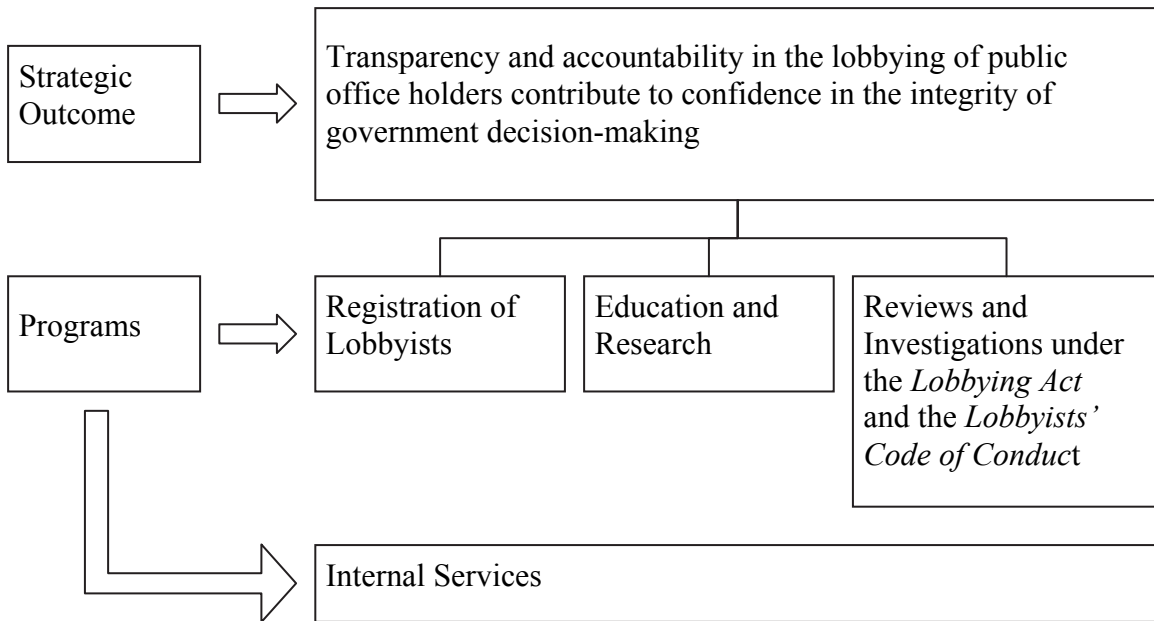 Strategic
Outcome
Transparency and accountability in the lobbying of public
office holders contribute to confidence in the integrity of
government decision-making
Programs
Registration of
Lobbyists
Education and
Research
Reviews and
Investigations under
the Lobbying Act
and the Lobbyists’
Code of Conduct
Internal Services